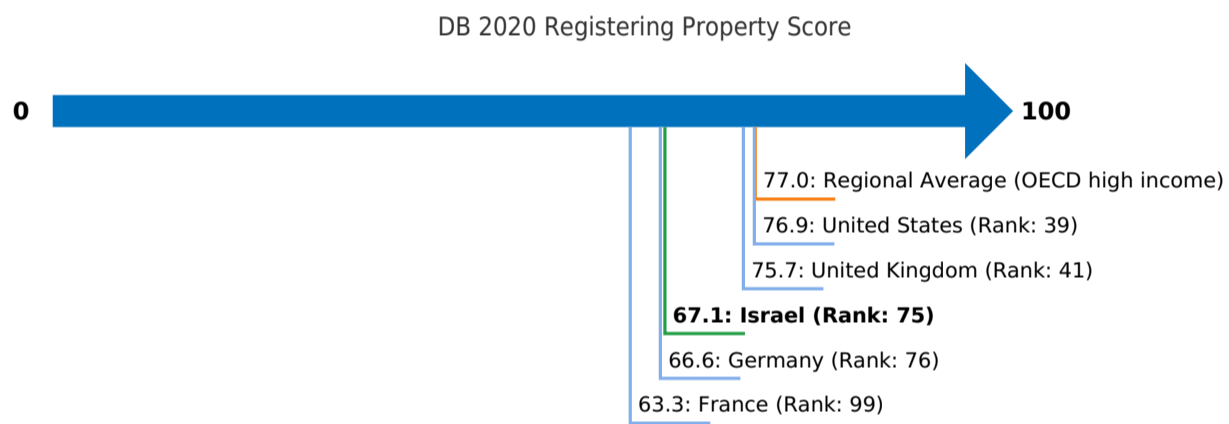 DB 2020 Registering Property Score
0
100
77.0: Regional Average (OECD high income)
76.9: United States (Rank: 39)
75.7: United Kingdom (Rank: 41)
67.1: Israel (Rank: 75)
66.6: Germany (Rank: 76)
63.3: France (Rank: 99)